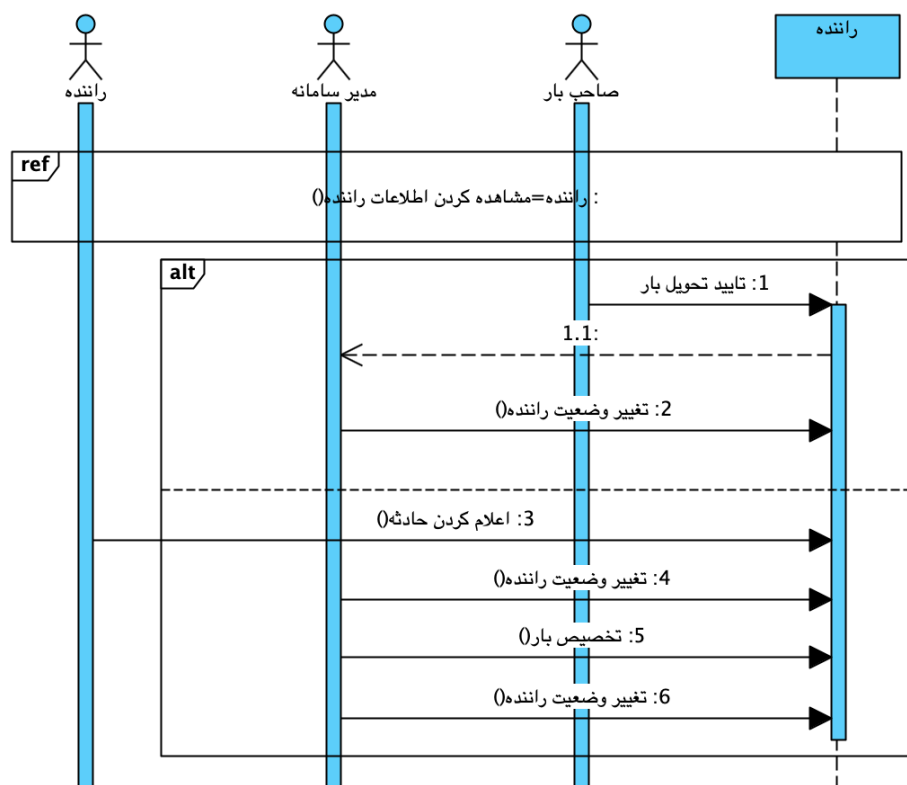 راننده
مدیر سامانه
صاحب بار
راننده
ref
: راننده=مشاهده کردن اطلاعات راننده()
alt
1: تایید تحویل بار
1.1:
2: تغییر وضعیت راننده()
3: اعلام کردن حادثه()
4: تغییر وضعیت راننده()
5: تخصیص بار()
6: تغییر وضعیت راننده()